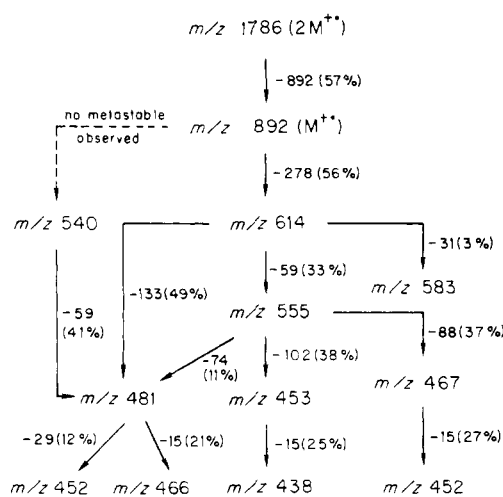 m/z 1786 (2M+•)
-892 (57%)
no metastable
observed
m/z 892 (M+•)
-278 (56%)
m/z 540
m/z 614
-31(3%)
-59 (33%)
m/z 583
-59
(41%)
-133(49%)
m/z 555
-88(37%)
-74
(11%)
-102(38%)
m/z 481
m/z 453
m/z 467
-29(12%)
-15(21%)
-15(25%)
-15(27%)
m/z 452
m/z 466
m/z 438
m/z 452